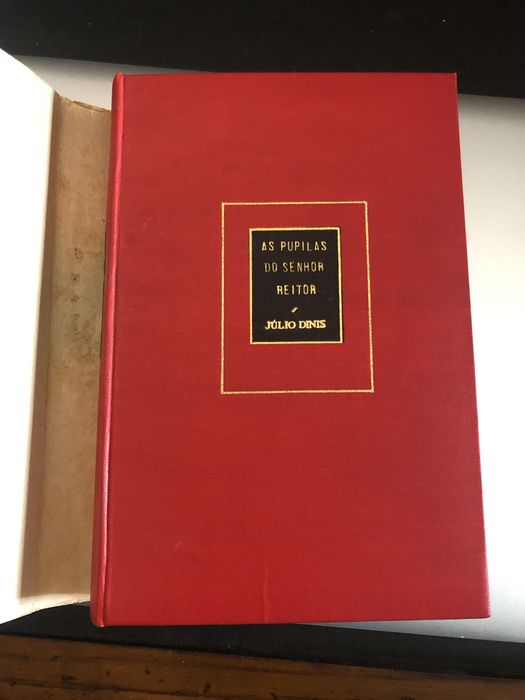 AS PUPILAS
DO SENHOR
REITOR
JÚLIO DINIS